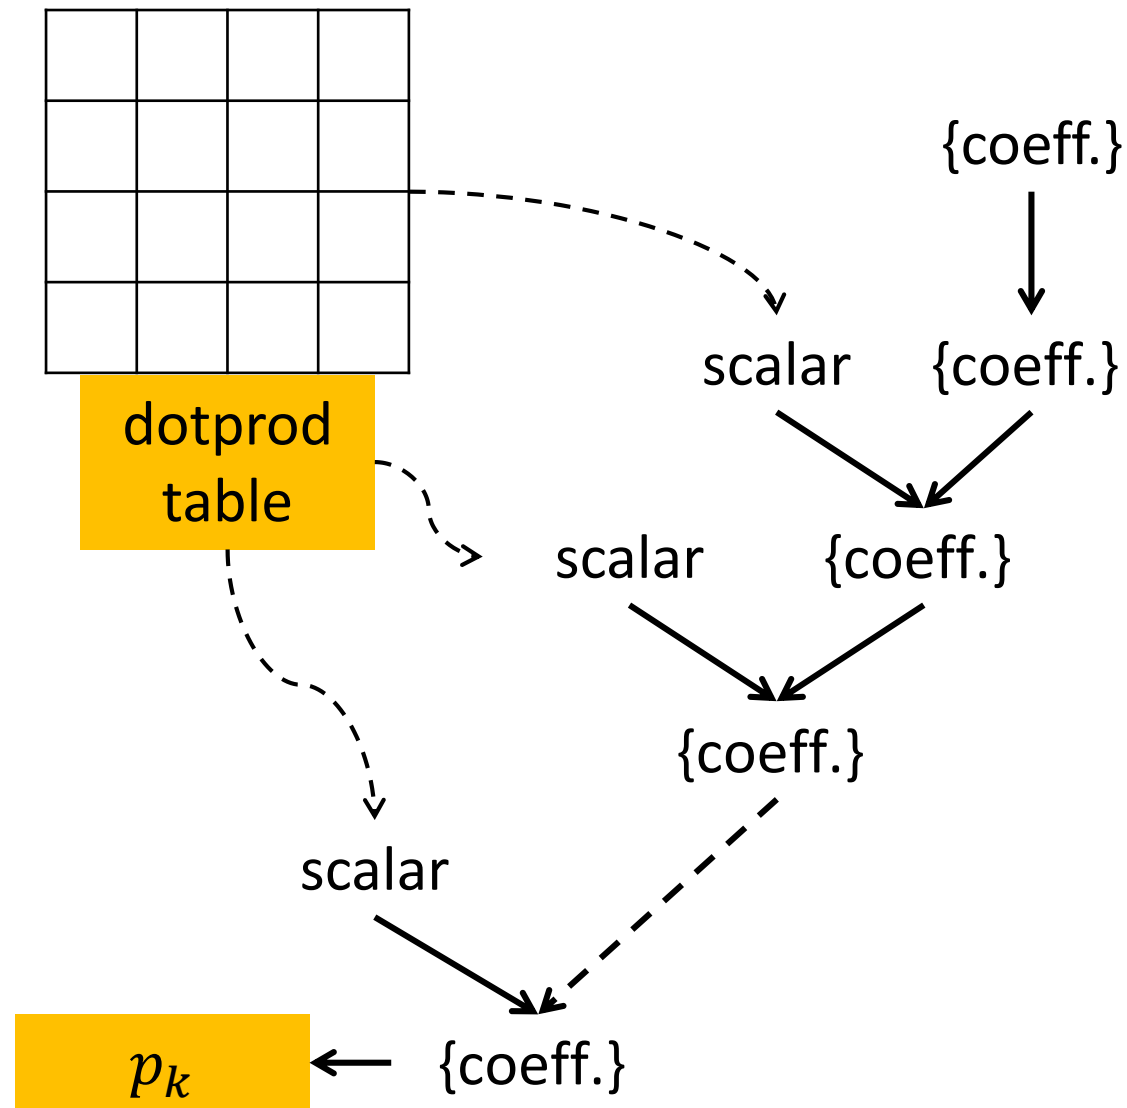 {coeff.}
scalar {coeff.}
dotprod
table
scalar {coeff.}
{coeff.}
scalar
{coeff.}
p_k